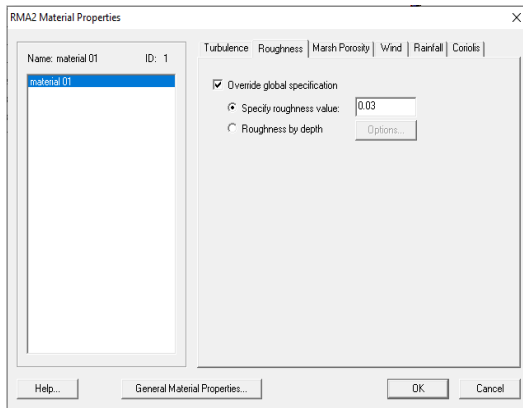 RMA2 Material Properties
Name: material 01 ID: 1
material 01
Turbulence Roughness Marsh Porosity Wind Rainfall Coriolis
Override global specification
Specify roughness value: 0.03
Roughness by depth Options...
Help... General Material Properties... OK Cancel